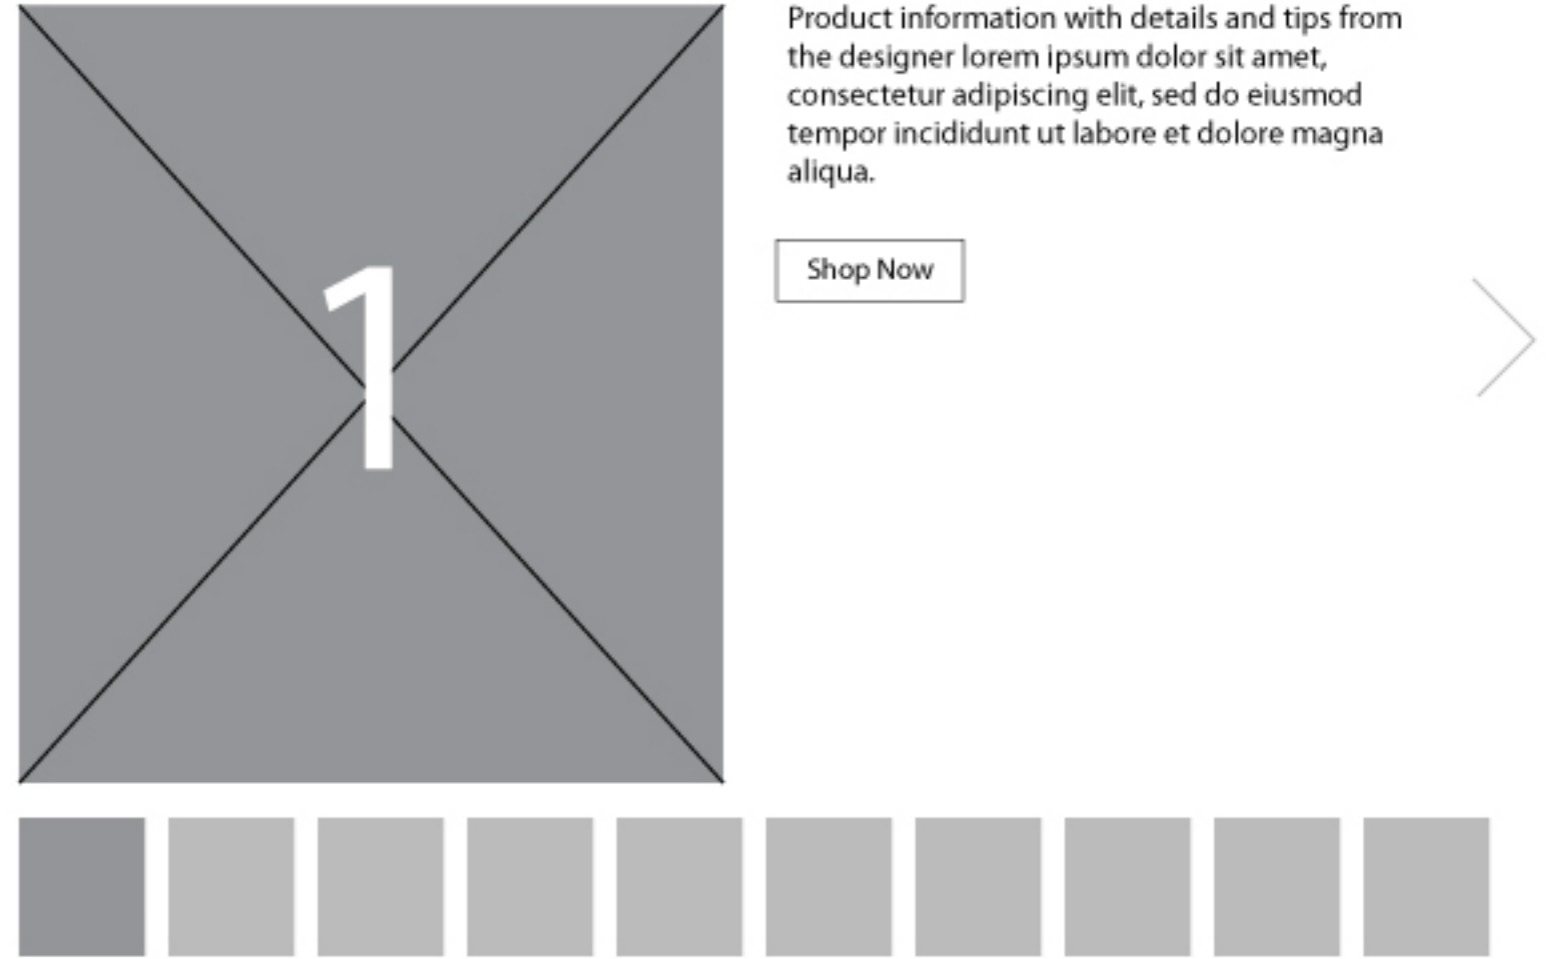 Product information with details and tips from
the designer lorem ipsum dolor sit amet,
consectetur adipiscing elit, sed do eiusmod
tempor incididunt ut labore et dolore magna
aliqua.
Shop Now
1